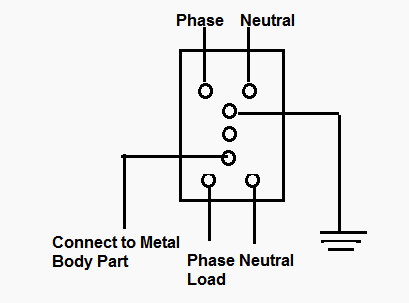 Phase Neutral
Connect to Metal
Body Part
Phase Neutral
Load